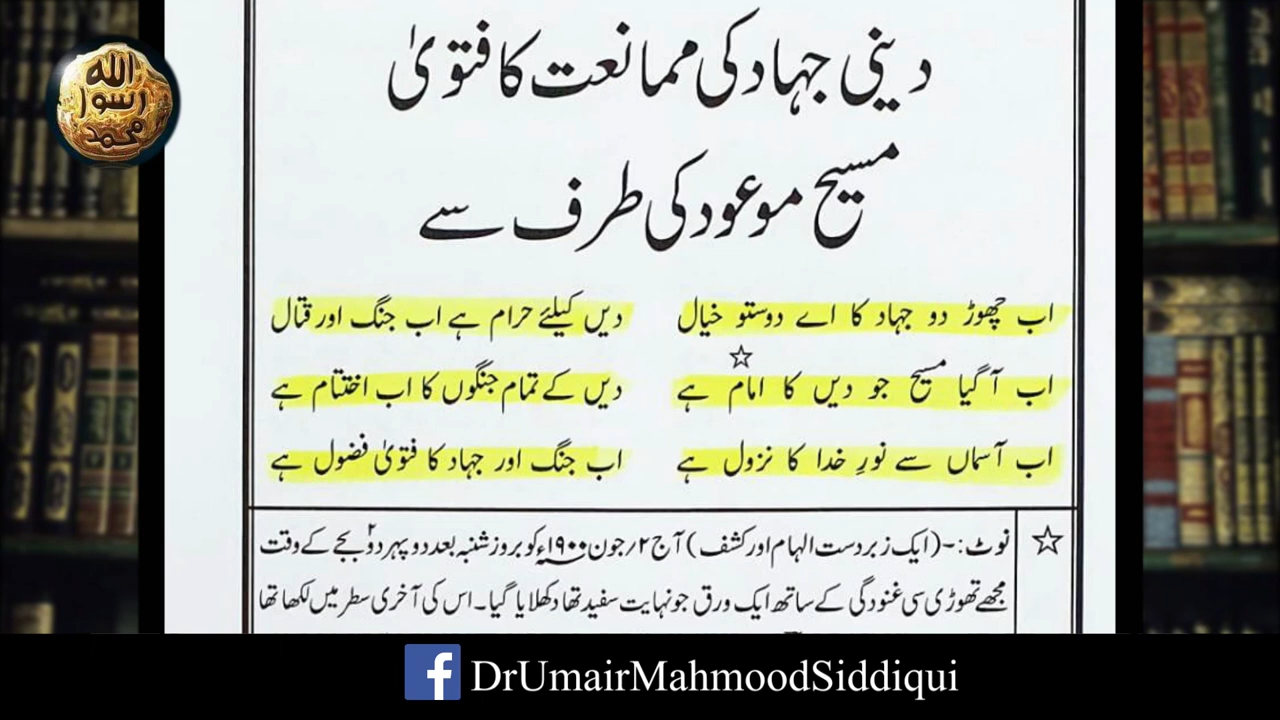 اللہ
رسول
محمد
دینی جہاد کی ممانعت کا فتویٰ
مسیح موعود کی طرف سے
اب چھوڑ دو جہاد کا اے دوستو خیال دیں کیلئے حرام ہے اب جنگ اور قتال
اب آ گیا مسیح جو دیں کا امام ہے ☆ دیں کے تمام جنگوں کا اب اختتام ہے
اب آسماں سے نورِ خدا کا نزول ہے اب جنگ اور جہاد کا فتویٰ فضول ہے
☆ نوٹ:۔ (ایک زبردست الہام اور کشف) آج ۲؍جون ۱۹۰۰ء کو بروز شنبہ بعد دوپہر دو۲ بجے کے وقت
مجھے تھوڑی سی غنودگی کے ساتھ ایک ورق جو نہایت سفید تھا دکھلایا گیا۔ اس کی آخری سطر میں لکھا تھا
DrUmairMahmoodSiddiqui